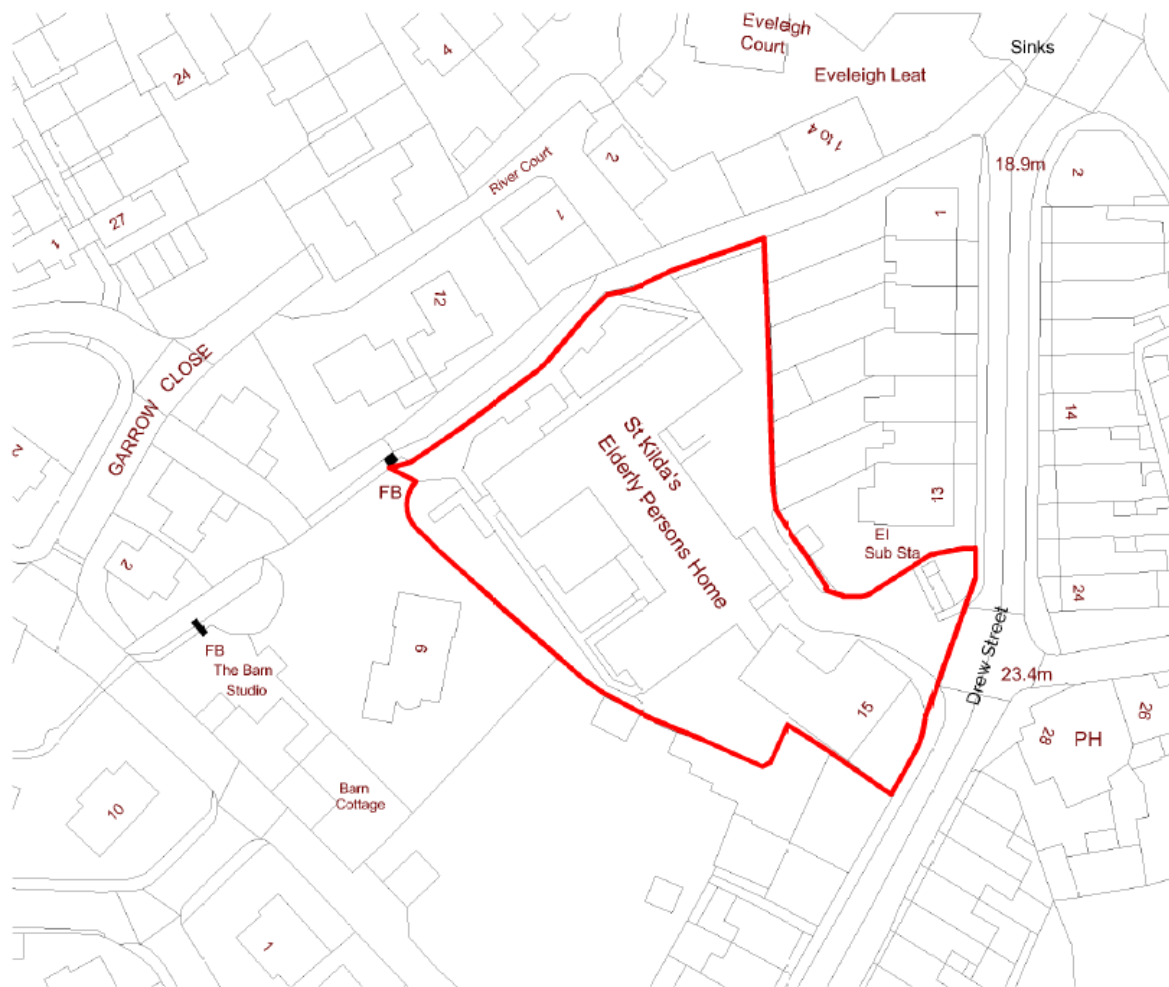 Eveleigh
Court
Sinks
4
24
Eveleigh Leat
1 to 4
2
18.9m
2
River Court
27
1
1
1
12
GARROW CLOSE
14
2
St Kilda's
Elderly Persons Home
FB
13
El
Sub Sta
2
24
FB
The Barn
Studio
6
Drew Street
23.4m
15
26
28
PH
Barn
Cottage
10
1